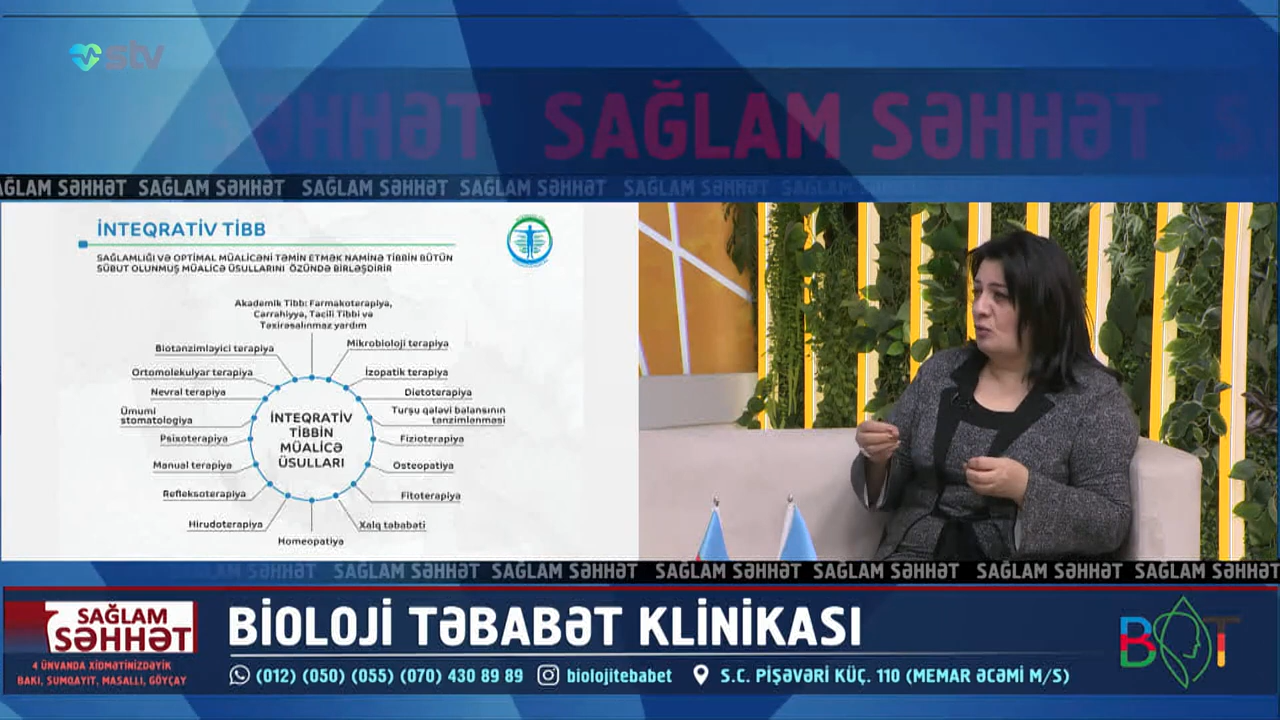 stv
SƏHHƏT SAĞLAM SƏHHƏT
SAĞLAM SƏHHƏT SAĞLAM SƏHHƏT SAĞLAM SƏHHƏT SAĞLAM SƏHHƏT SAĞLAM SƏHHƏT
İNTEQRATİV TİBB
SAĞLAMLIĞI VƏ OPTİMAL MÜALİCƏNİ TƏMİN ETMƏK NAMİNƏ TİBBİN BÜTÜN
SÜBUT OLUNMUŞ MÜALİCƏ ÜSULLARINI ÖZÜNDƏ BİRLƏŞDİRİR
Akademik Tibb: Farmakoterapiya,
Cərrahiyyə, Təcili Tibbi və
Təxirəsalınmaz yardım
Biotənzimləyici terapiya
Mikrobioloji terapiya
Ortomolekulyar terapiya
İzopatik terapiya
Nevral terapiya
Dietoterapiya
Ümumi
stomatologiya
Turşu qələvi balansının
tənzimlənməsi
Psixoterapiya
Fizioterapiya
Manual terapiya
Osteopatiya
Refleksoterapiya
Fitoterapiya
Hirudoterapiya
Xalq təbabəti
Homeopatiya
İNTEQRATİV
TİBBİN
MÜALİCƏ
ÜSULLARI
SƏHHƏT SAĞLAM SƏHHƏT SAĞLAM SƏHHƏT SAĞLAM SƏHHƏT SAĞLAM SƏHHƏT SAĞLAM SƏHHƏT SAĞLAM SƏHHƏT
SAĞLAM
SƏHHƏT
4 ÜNVANDA XİDMƏTİNİZDƏYİK
BAKI, SUMQAYIT, MASALLI, GÖYÇAY
BİOLOJİ TƏBABƏT KLİNİKASI
(012) (050) (055) (070) 430 89 89 biolojitebabet S.C. PİŞƏVƏRİ KÜÇ. 110 (MEMAR ƏCƏMİ M/S)
BT